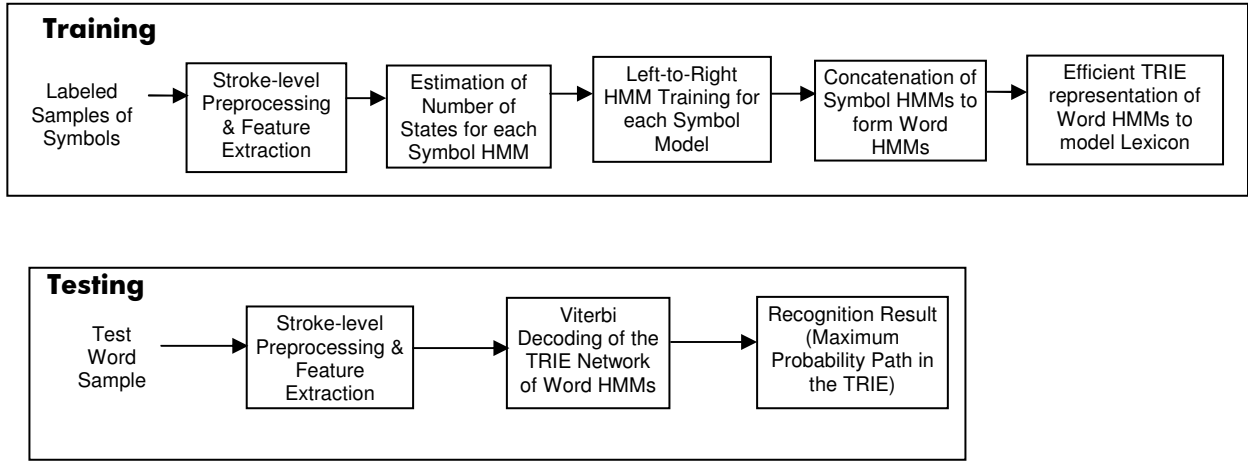 Training
Labeled
Samples of
Symbols
Stroke-level
Preprocessing
& Feature
Extraction
Estimation of
Number of
States for each
Symbol HMM
Left-to-Right
HMM Training for
each Symbol
Model
Concatenation of
Symbol HMMs to
form Word
HMMs
Efficient TRIE
representation of
Word HMMs to
model Lexicon
Testing
Test
Word
Sample
Stroke-level
Preprocessing &
Feature
Extraction
Viterbi
Decoding of the
TRIE Network
of Word HMMs
Recognition Result
(Maximum
Probability Path in
the TRIE)